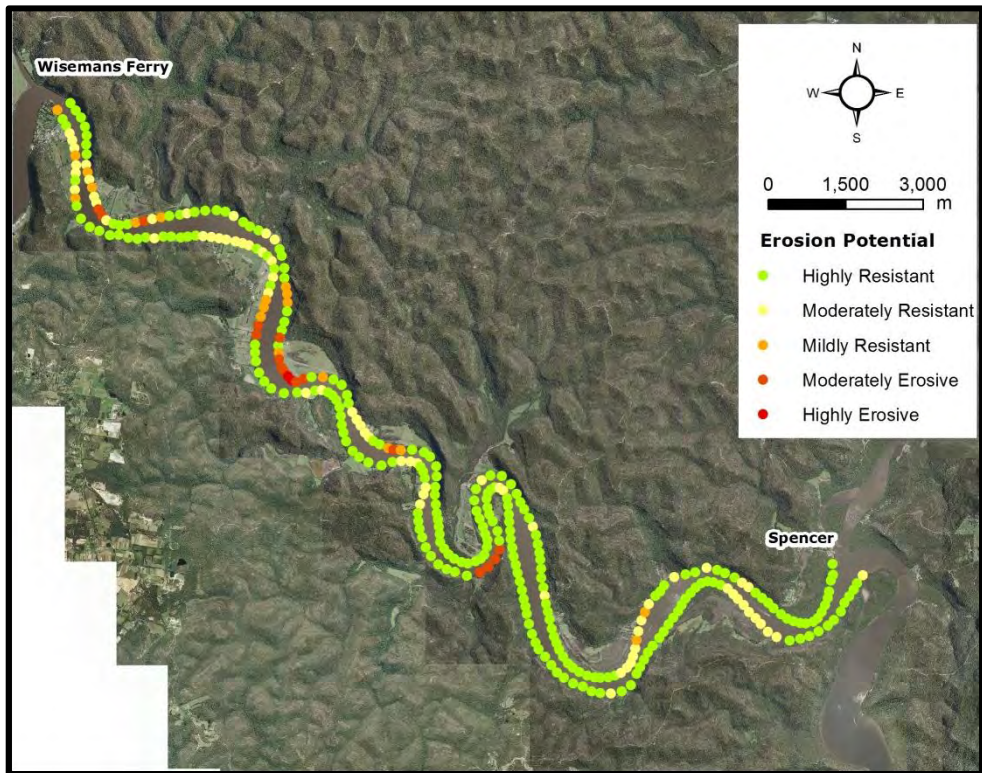 Wisemans Ferry
N
W
E
S
0 1,500 3,000
m
Erosion Potential
Highly Resistant
Moderately Resistant
Mildly Resistant
Moderately Erosive
Highly Erosive
Spencer